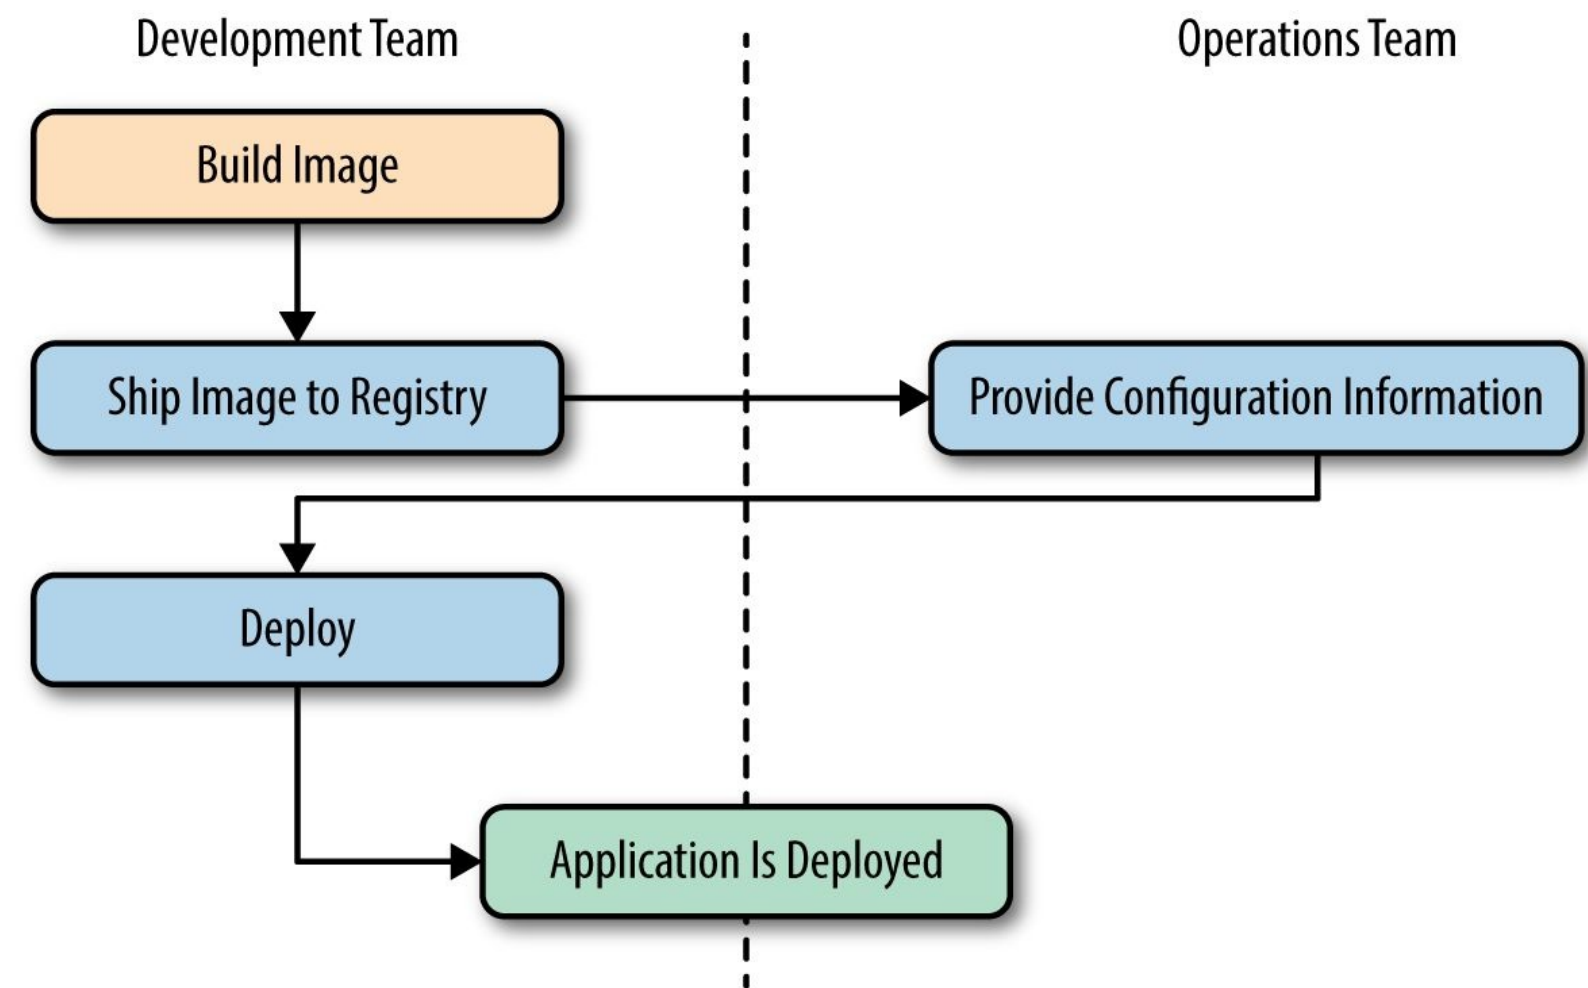 Development Team
Operations Team
Build Image
Ship Image to Registry
Provide Configuration Information
Deploy
Application Is Deployed